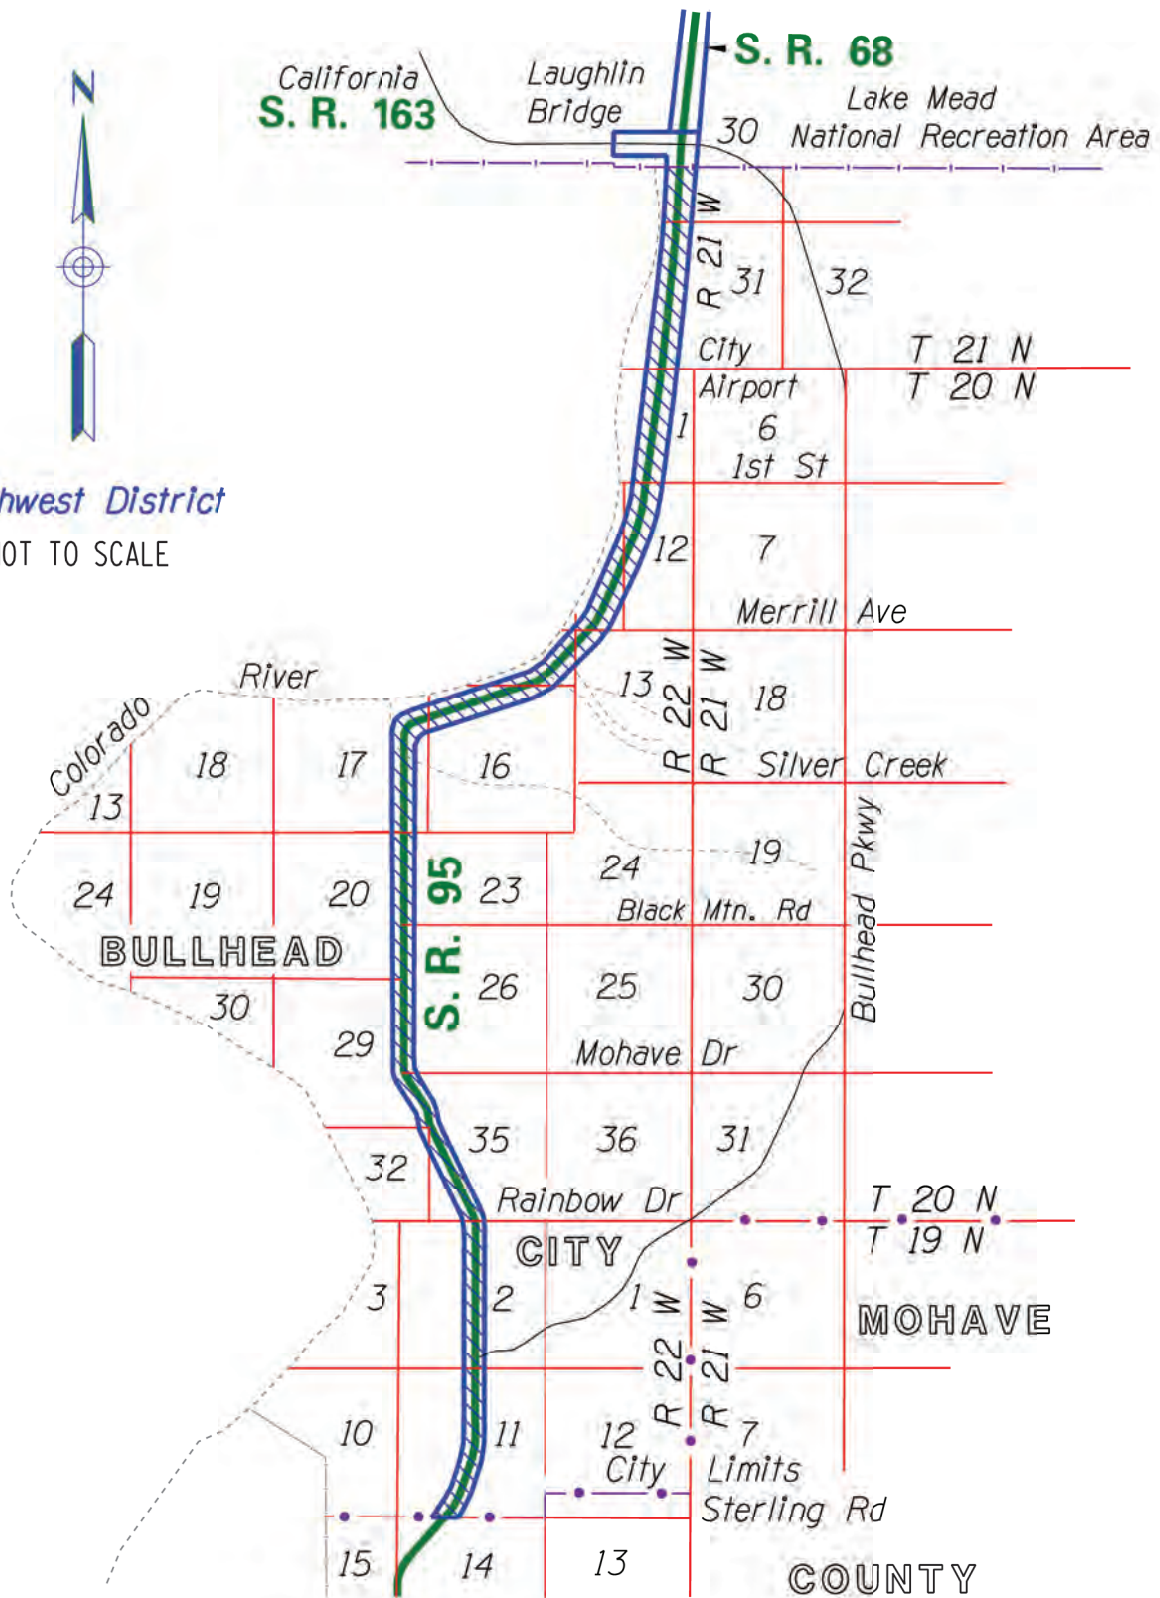 N
S. R. 68
California
S. R. 163
Laughlin
Bridge
Lake Mead
National Recreation Area
30
R 21 W
31
32
City
Airport
T 21 N
T 20 N
1
6
1st St
hwest District
NOT TO SCALE
12
7
Merrill Ave
River
Colorado
13
R 22 W
R 21 W
18
13
18
17
16
Silver Creek
24
19
20
S. R. 95
23
24
19
Black Mtn. Rd
Bullhead Pkwy
BULLHEAD
30
29
26
25
30
Mohave Dr
32
35
36
31
Rainbow Dr
T 20 N
T 19 N
CITY
3
2
1
R 22 W
R 21 W
6
MOHAVE
10
11
12
7
City Limits
Sterling Rd
15
14
13
COUNTY